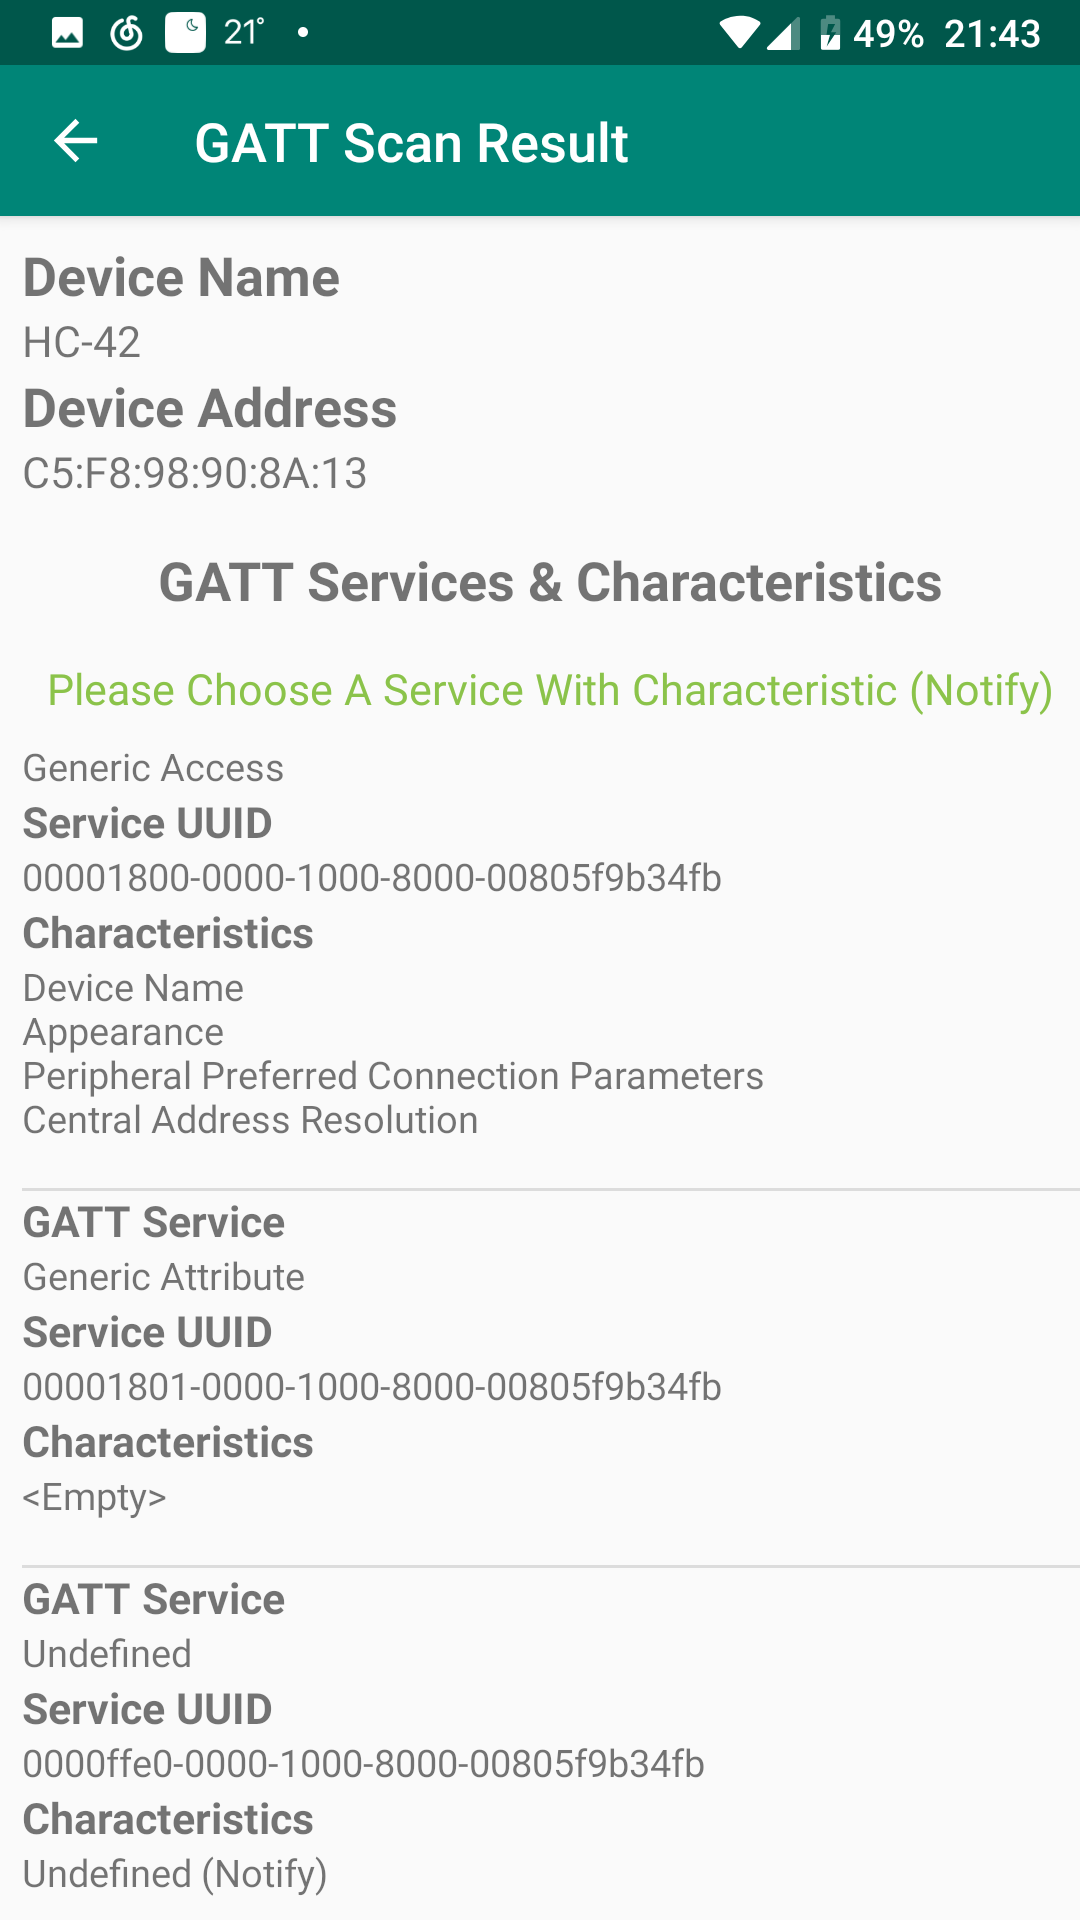 21° 49% 21:43
GATT Scan Result
Device Name
HC-42
Device Address
C5:F8:98:90:8A:13
GATT Services & Characteristics
Please Choose A Service With Characteristic (Notify)
Generic Access
Service UUID
00001800-0000-1000-8000-00805f9b34fb
Characteristics
Device Name
Appearance
Peripheral Preferred Connection Parameters
Central Address Resolution
GATT Service
Generic Attribute
Service UUID
00001801-0000-1000-8000-00805f9b34fb
Characteristics
<Empty>
GATT Service
Undefined
Service UUID
0000ffe0-0000-1000-8000-00805f9b34fb
Characteristics
Undefined (Notify)